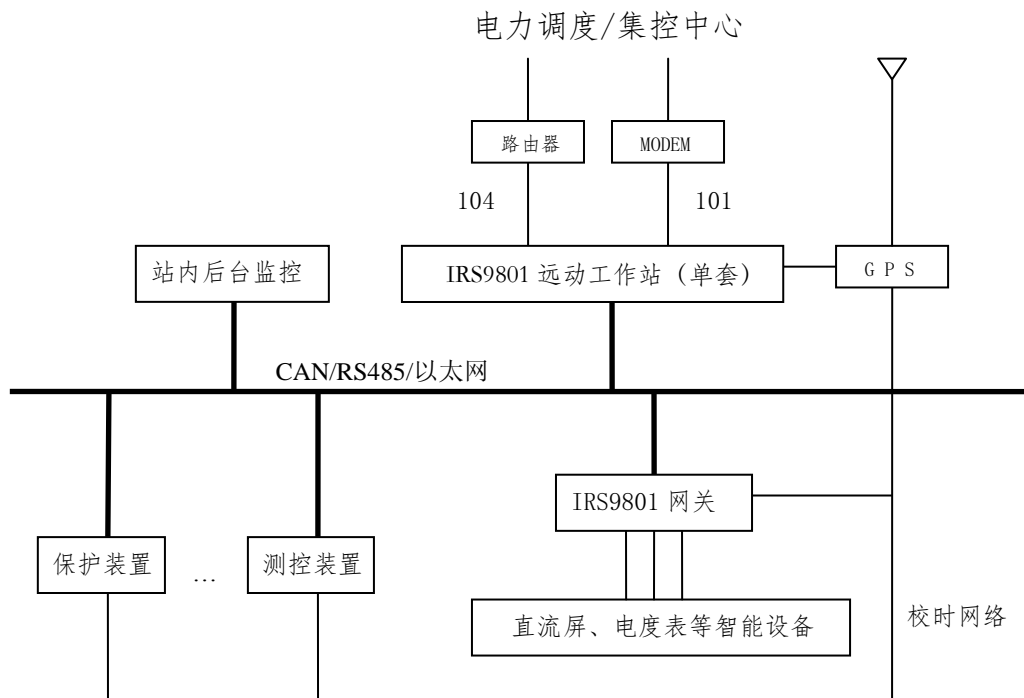 电力调度/集控中心
路由器
MODEM
104
101
站内后台监控
IRS9801 远动工作站（单套）
G P S
CAN/RS485/以太网
IRS9801 网关
保护装置
…
测控装置
直流屏、电度表等智能设备
校时网络